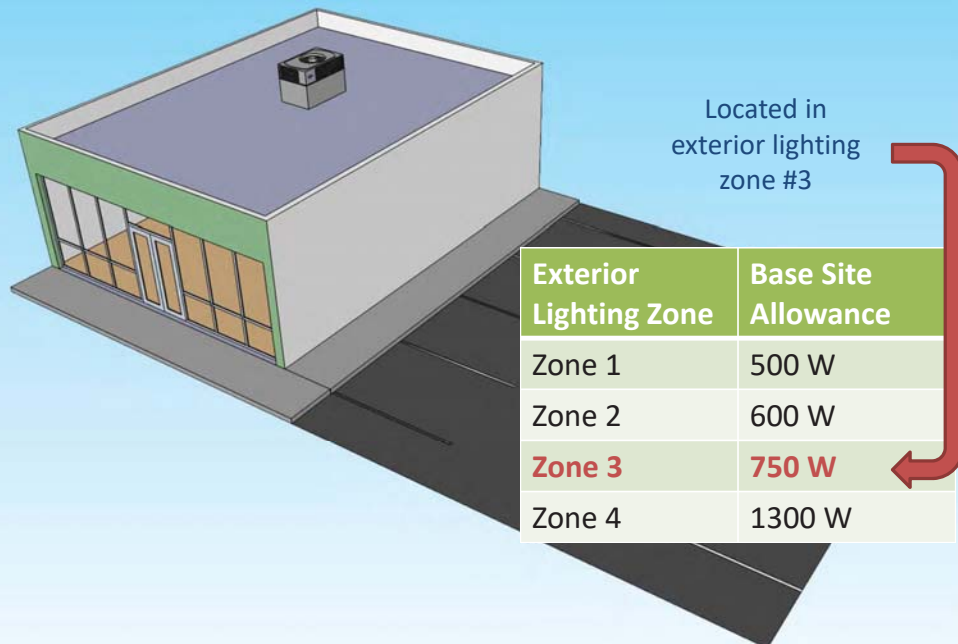 Located in
exterior lighting
zone #3
Exterior Lighting Zone Base Site Allowance
Zone 1 500 W
Zone 2 600 W
Zone 3 750 W
Zone 4 1300 W